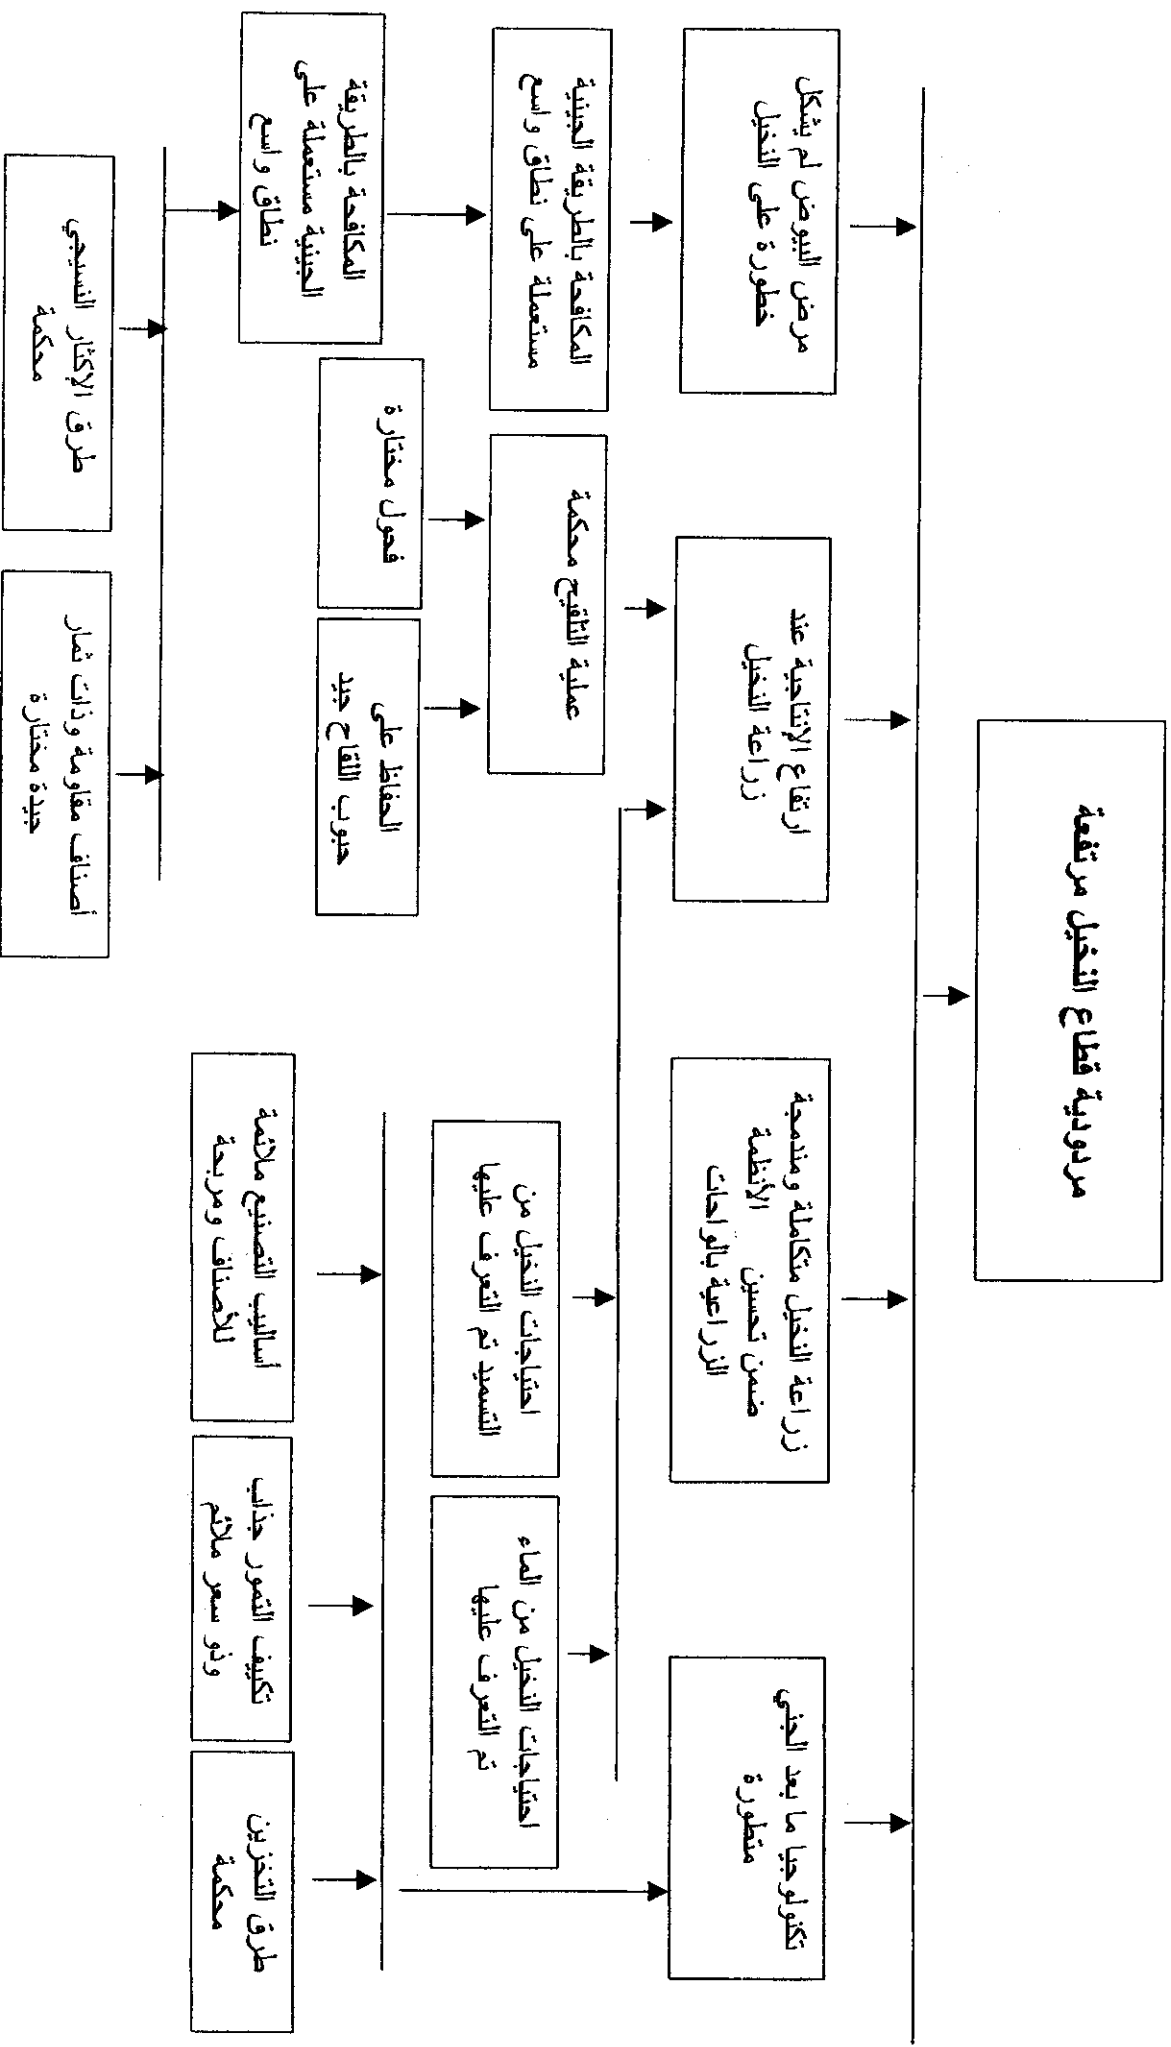 مردودية قطاع النخيل مرتفعة
مرض البيوض لم يشكل
خطورة على النخيل
ارتفاع الإنتاجية عند
زراعة النخيل
زراعة النخيل متكاملة ومندمجة
ضمن تحسين الأنظمة
الزراعية بالواحات
تكنولوجيا ما بعد الجني
متطورة
المكافحة بالطريقة الجينية
مستعملة على نطاق واسع
عملية التلقيح محكمة
احتياجات النخيل من
التسميد تم التعرف عليها
احتياجات النخيل من الماء
تم التعرف عليها
المكافحة بالطريقة
الجينية مستعملة على
نطاق واسع
فحول مختارة
الحفاظ على
حبوب اللقاح جيد
أساليب التصنيع ملائمة
للأصناف ومربحة
تكييف التمور جذاب
وذو سعر ملائم
طرق التخزين
محكمة
طرق الإكثار النسيجي
محكمة
أصناف مقاومة وذات ثمار
جيدة مختارة